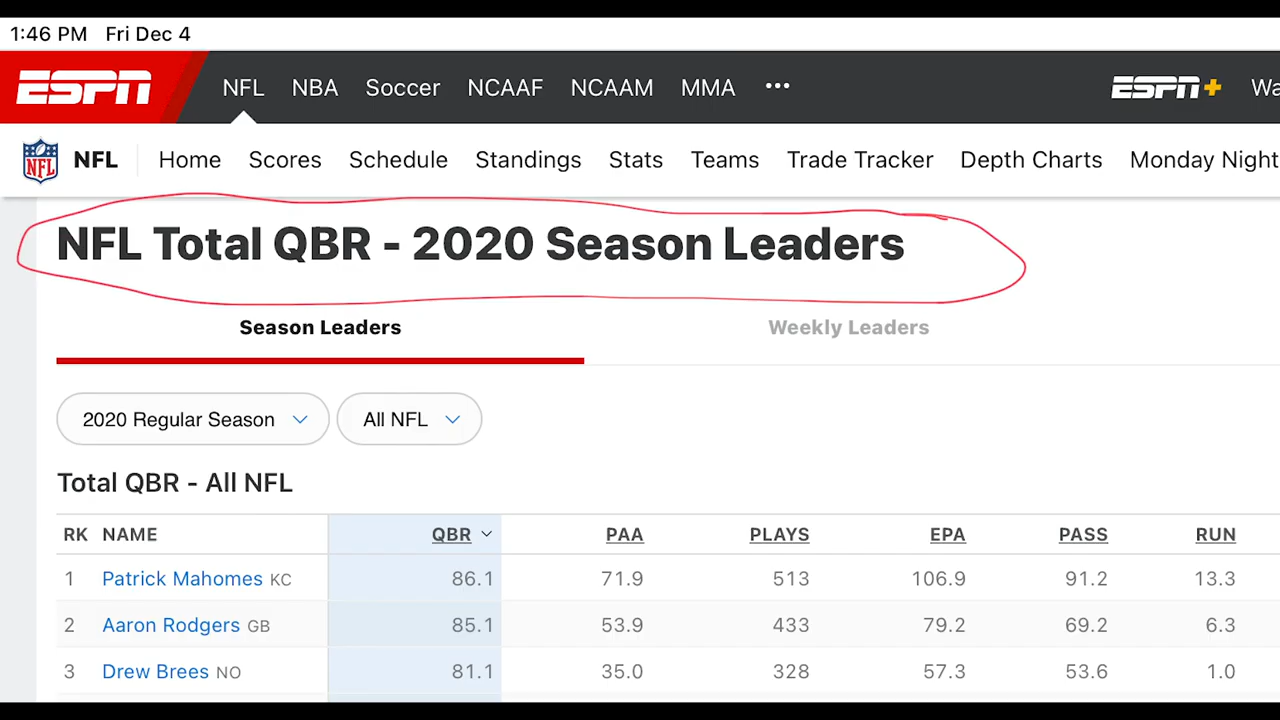 1:46 PM Fri Dec 4
ESPN NFL NBA Soccer NCAAF NCAAM MMA ••• ESPN+ Wa
NFL NFL Home Scores Schedule Standings Stats Teams Trade Tracker Depth Charts Monday Night
NFL Total QBR - 2020 Season Leaders
Season Leaders Weekly Leaders
2020 Regular Season All NFL
Total QBR - All NFL
RK NAME QBR PAA PLAYS EPA PASS RUN
1 Patrick Mahomes KC 86.1 71.9 513 106.9 91.2 13.3
2 Aaron Rodgers GB 85.1 53.9 433 79.2 69.2 6.3
3 Drew Brees NO 81.1 35.0 328 57.3 53.6 1.0